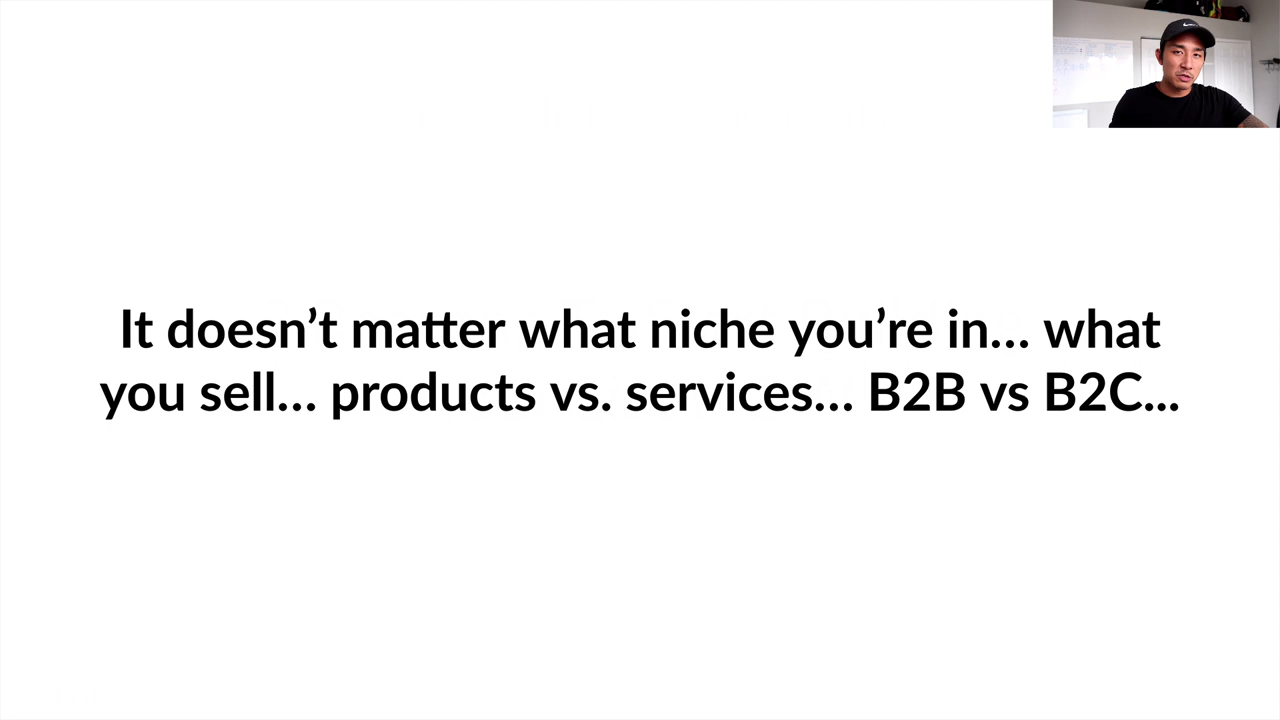 It doesn’t matter what niche you’re in... what
you sell... products vs. services... B2B vs B2C...